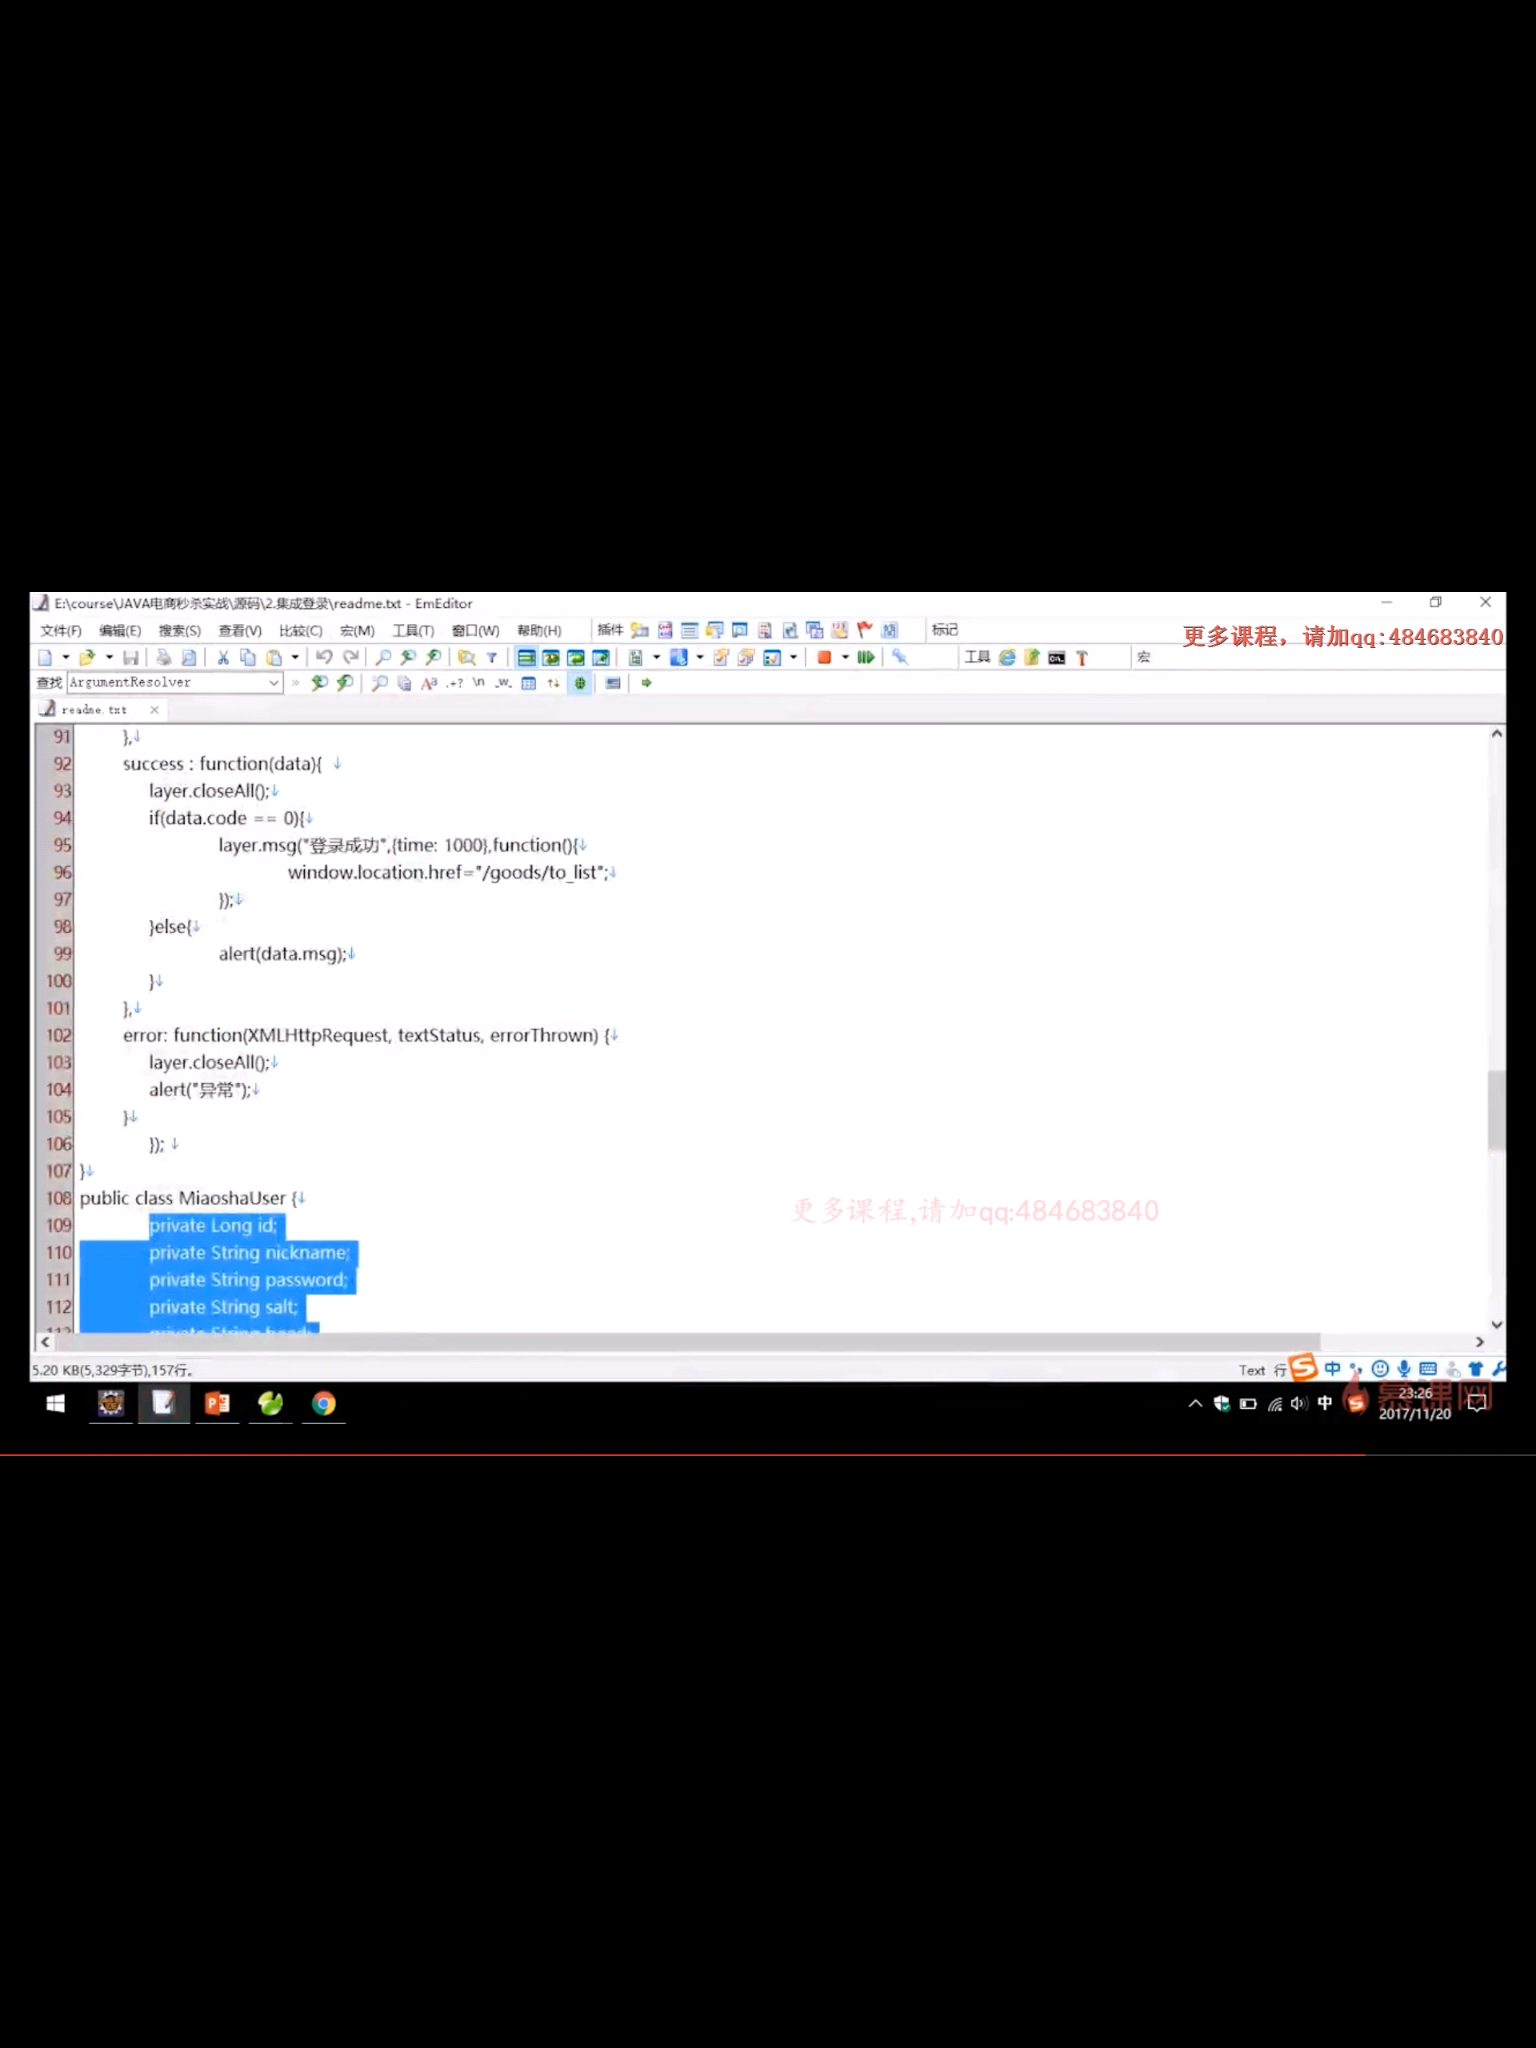 E:\course\JAVA电商秒杀实战\源码\2.集成登录\readme.txt - EmEditor
文件(F) 编辑(E) 搜索(S) 查看(V) 比较(C) 宏(M) 工具(T) 窗口(W) 帮助(H) 插件 标记
更多课程，请加qq:484683840
工具 宏
查找 ArgumentResolver
readme.txt
91 },↓
92 success : function(data){ ↓
93 layer.closeAll();↓
94 if(data.code == 0){↓
95 layer.msg("登录成功",{time: 1000},function(){↓
96 window.location.href="/goods/to_list";↓
97 });↓
98 }else{↓
99 alert(data.msg);↓
100 }↓
101 },↓
102 error: function(XMLHttpRequest, textStatus, errorThrown) {↓
103 layer.closeAll();↓
104 alert("异常");↓
105 }↓
106 }); ↓
107 }↓
108 public class MiaoshaUser {↓
更多课程,请加qq:484683840
109 private Long id;
110 private String nickname;
111 private String password;
112 private String salt;
113 private String head;
5.20 KB(5,329字节),157行。
Text 行
中
慕课网
中
23:26
2017/11/20